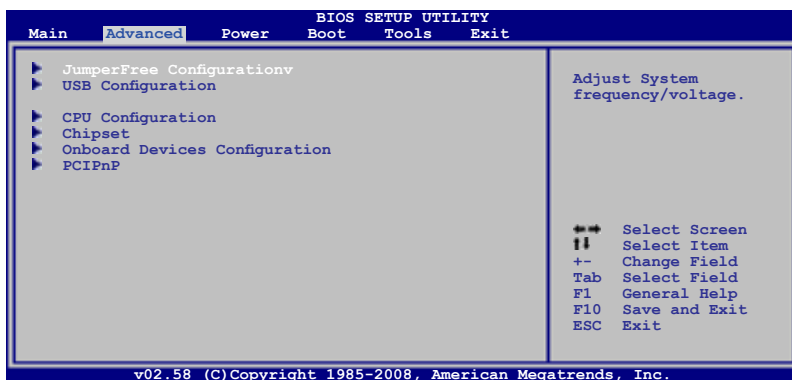 BIOS SETUP UTILITY
Main Advanced Power Boot Tools Exit
JumperFree Configurationv
USB Configuration
CPU Configuration
Chipset
Onboard Devices Configuration
PCIPnP
Adjust System
frequency/voltage.
Select Screen
Select Item
+- Change Field
Tab Select Field
F1 General Help
F10 Save and Exit
ESC Exit
v02.58 (C)Copyright 1985-2008, American Megatrends, Inc.